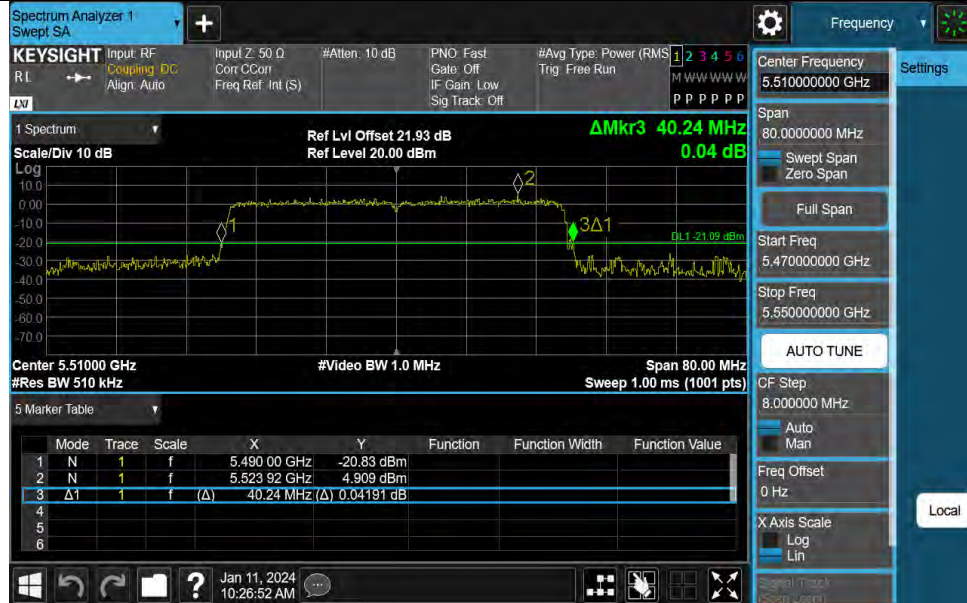 Spectrum Analyzer 1
Swept SA
Frequency
KEYSIGHT
RL
LXI
Input: RF
Coupling: DC
Align: Auto
Input Z: 50 Ω
Corr CCorr
Freq Ref: Int (S)
#Atten: 10 dB
PNO: Fast
Gate: Off
IF Gain: Low
Sig Track: Off
#Avg Type: Power (RMS
Trig: Free Run
1 2 3 4 5 6
M W W W W W
P P P P P P
1 Spectrum
Scale/Div 10 dB
Ref Lvl Offset 21.93 dB
Ref Level 20.00 dBm
ΔMkr3 40.24 MHz
0.04 dB
Log
10.0
0.00
-10.0
-20.0
-30.0
-40.0
-50.0
-60.0
-70.0
1
2
3Δ1
DL1 -21.09 dBm
Center 5.51000 GHz
#Video BW 1.0 MHz
Span 80.00 MHz
#Res BW 510 kHz
Sweep 1.00 ms (1001 pts)
5 Marker Table
Mode Trace Scale X Y Function Function Width Function Value
1 N 1 f 5.490 00 GHz -20.83 dBm
2 N 1 f 5.523 92 GHz 4.909 dBm
3 Δ1 1 f (Δ) 40.24 MHz (Δ) 0.04191 dB
4
5
6
Jan 11, 2024
10:26:52 AM
Center Frequency
5.510000000 GHz
Span
80.0000000 MHz
Swept Span
Zero Span
Full Span
Start Freq
5.470000000 GHz
Stop Freq
5.550000000 GHz
AUTO TUNE
CF Step
8.000000 MHz
Auto
Man
Freq Offset
0 Hz
X Axis Scale
Log
Lin
Signal Track
(Span Zoom)
Settings
Local